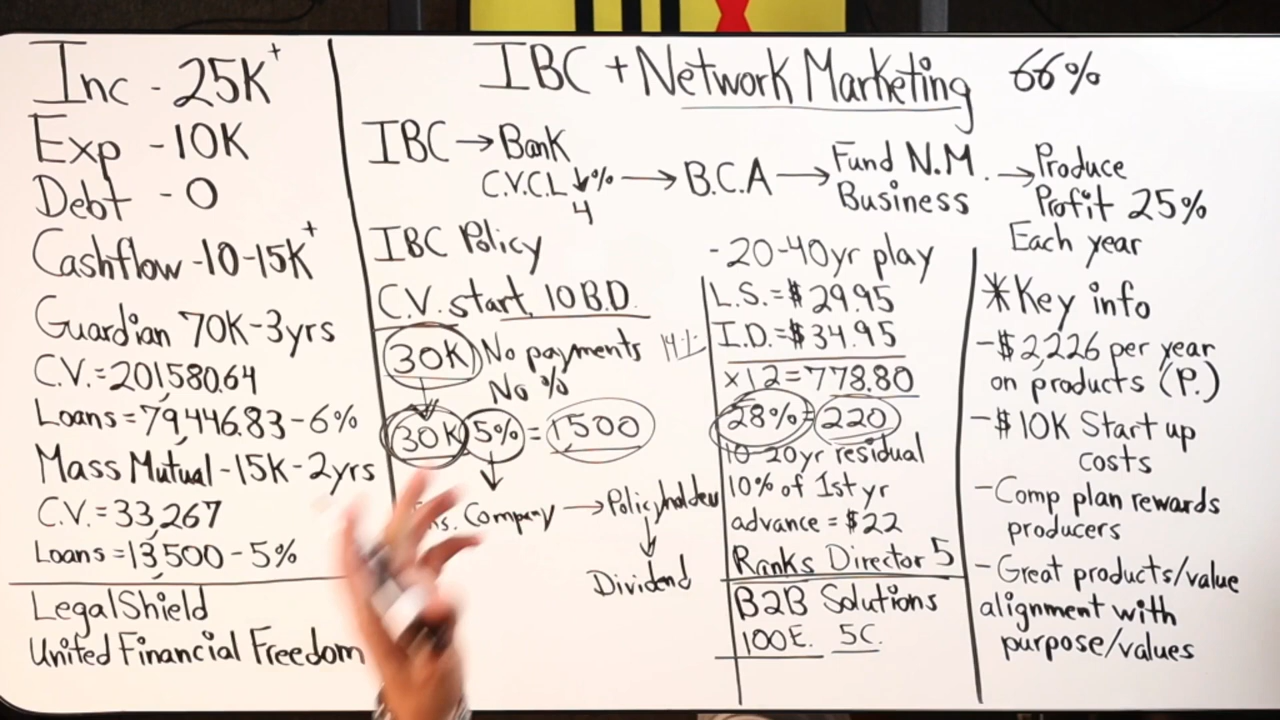 Inc - 25K+
Exp - 10K
Debt - 0
Cashflow - 10-15K+
Guardian 70K - 3yrs
C.V. = 201,580.64
Loans = 79,446.83 - 6%
Mass Mutual - 15K - 2yrs
C.V. = 33,267
Loans = 13,500 - 5%
LegalShield
United Financial Freedom
IBC + Network Marketing 66%
IBC → Bank
C.V.C.L ↓% → B.C.A → Fund N.M. Business → Produce
4
Profit 25%
Each year
IBC Policy
C.V. start 10 B.D.
30K No payments
No %
30K 5% = 1,500
Company → Policyholder
Dividend
- 20-40yr play
L.S. = $29.95
I.D. = $34.95
x12 = 778.80
28% = 220
10-20yr residual
10% of 1st yr
advance = $22
Ranks Director 5
B2B Solutions
100E. 5C.
*Key info
- $2,226 per year
on products (P.)
- $10K Start up
costs
- Comp plan rewards
producers
- Great products/value
alignment with
purpose/values